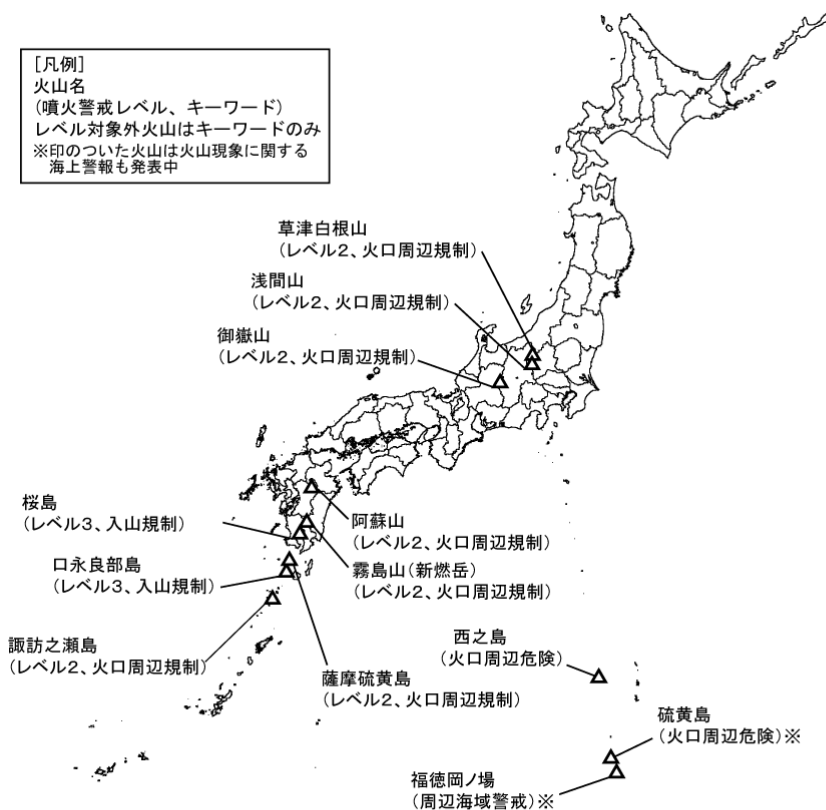 [凡例]
火山名
(噴火警戒レベル、キーワード)
レベル対象外火山はキーワードのみ
※印のついた火山は火山現象に関する
海上警報も発表中
草津白根山
(レベル2、火口周辺規制)
浅間山
(レベル2、火口周辺規制)
御嶽山
(レベル2、火口周辺規制)
桜島
(レベル3、入山規制)
阿蘇山
(レベル2、火口周辺規制)
口永良部島
(レベル3、入山規制)
霧島山(新燃岳)
(レベル2、火口周辺規制)
諏訪之瀬島
(レベル2、火口周辺規制)
薩摩硫黄島
(レベル2、火口周辺規制)
西之島
(火口周辺危険)
硫黄島
(火口周辺危険)※
福徳岡ノ場
(周辺海域警戒)※